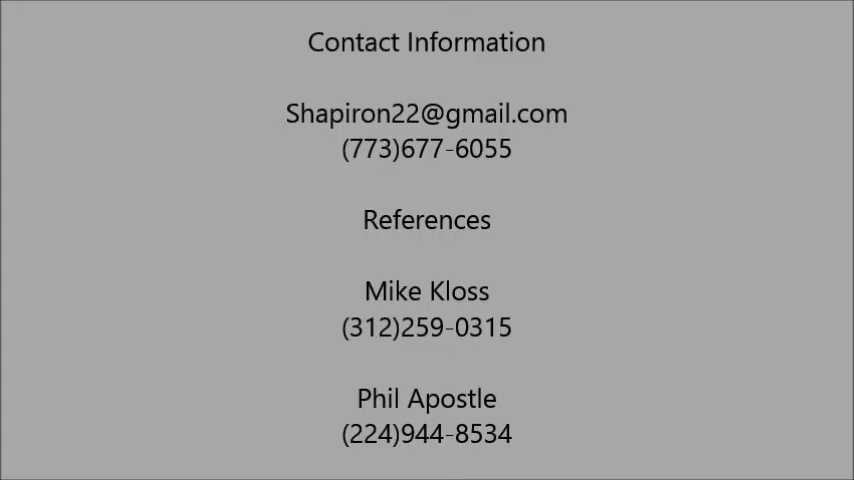 Contact Information
Shapiron22@gmail.com
(773)677-6055
References
Mike Kloss
(312)259-0315
Phil Apostle
(224)944-8534